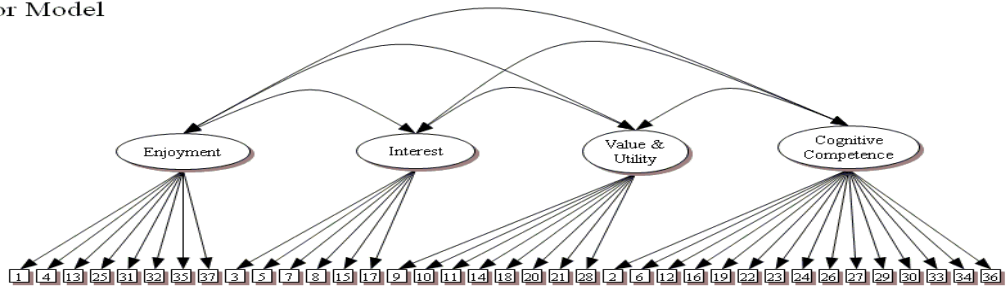 or Model
Enjoyment
Interest
Value &
Utility
Cognitive
Competence
1 4 13 25 31 32 35 37 3 5 7 8 15 17 9 10 11 14 18 20 21 28 2 6 12 16 19 22 23 24 26 27 29 30 33 34 36